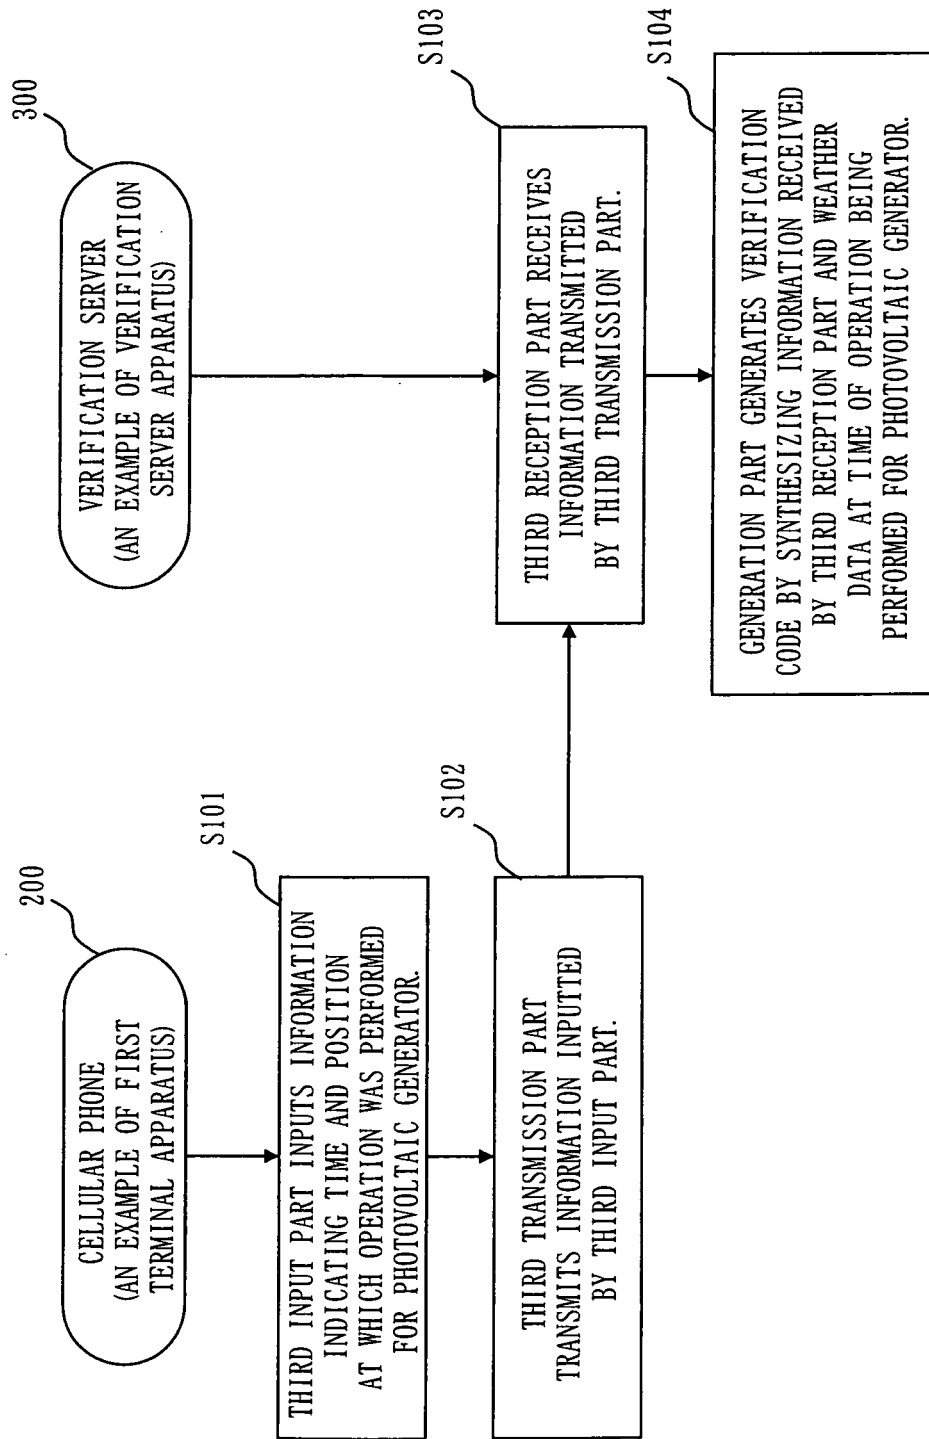 200
CELLULAR PHONE
(AN EXAMPLE OF FIRST
TERMINAL APPARATUS)
S101
THIRD INPUT PART INPUTS INFORMATION
INDICATING TIME AND POSITION
AT WHICH OPERATION WAS PERFORMED
FOR PHOTOVOLTAIC GENERATOR.
S102
THIRD TRANSMISSION PART
TRANSMITS INFORMATION INPUTTED
BY THIRD INPUT PART.
300
VERIFICATION SERVER
(AN EXAMPLE OF VERIFICATION
SERVER APPARATUS)
S103
THIRD RECEPTION PART RECEIVES
INFORMATION TRANSMITTED
BY THIRD TRANSMISSION PART.
S104
GENERATION PART GENERATES VERIFICATION
CODE BY SYNTHESIZING INFORMATION RECEIVED
BY THIRD RECEPTION PART AND WEATHER
DATA AT TIME OF OPERATION BEING
PERFORMED FOR PHOTOVOLTAIC GENERATOR.